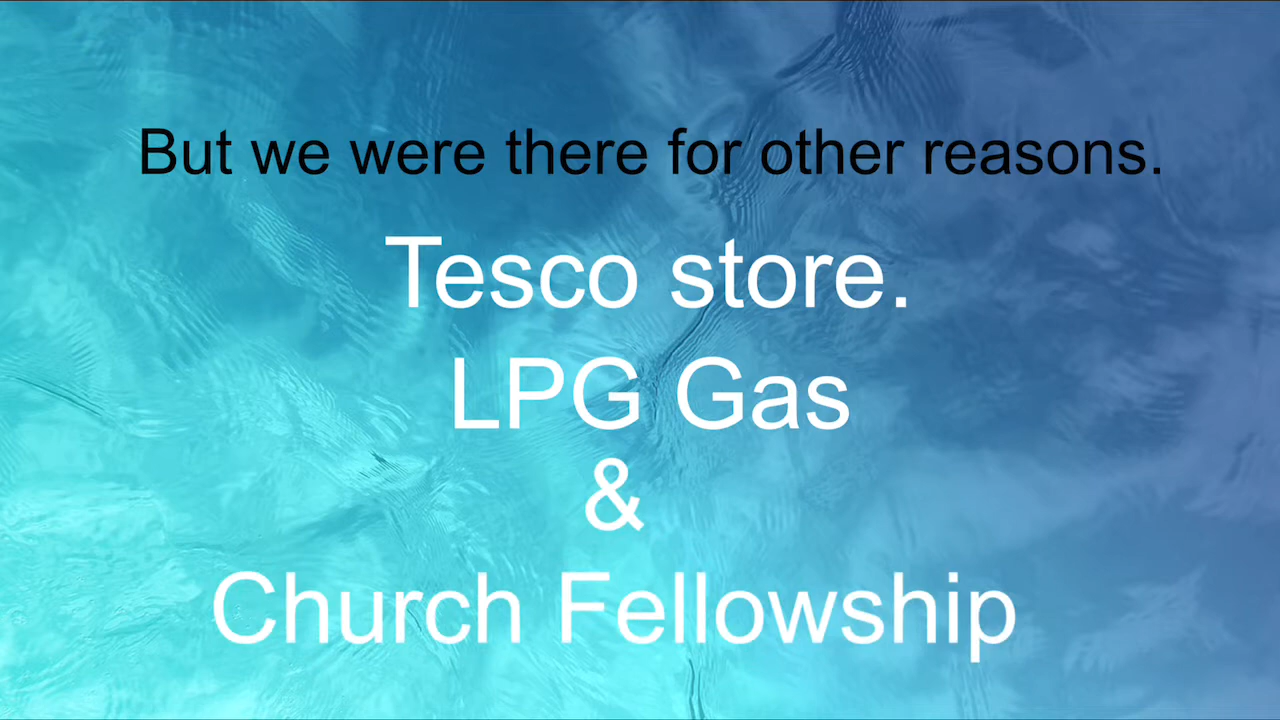 But we were there for other reasons.
Tesco store.
LPG Gas
&
Church Fellowship